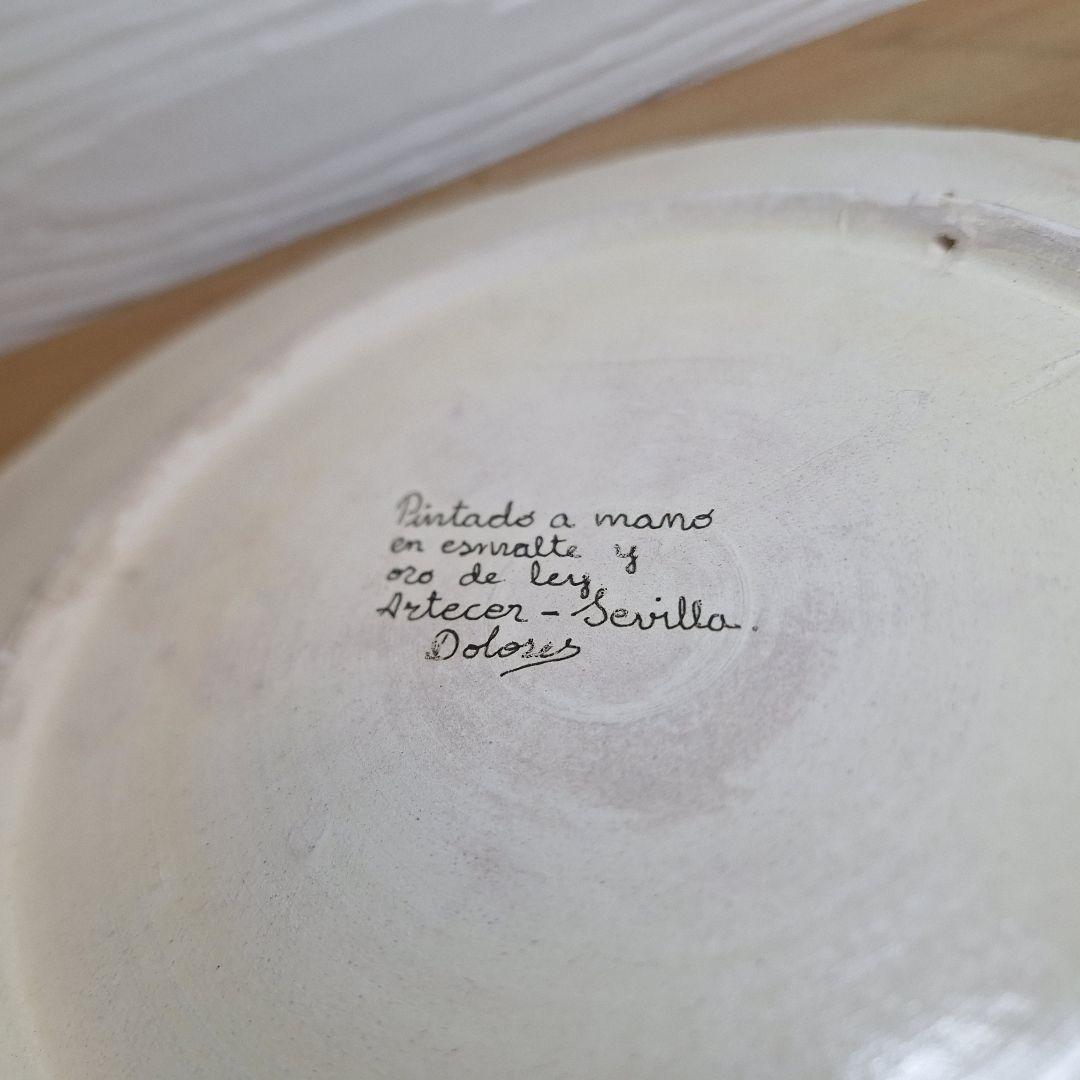 Pintado a mano
en esmalte y
oro de ley
Artecer - Sevilla.
Dolores